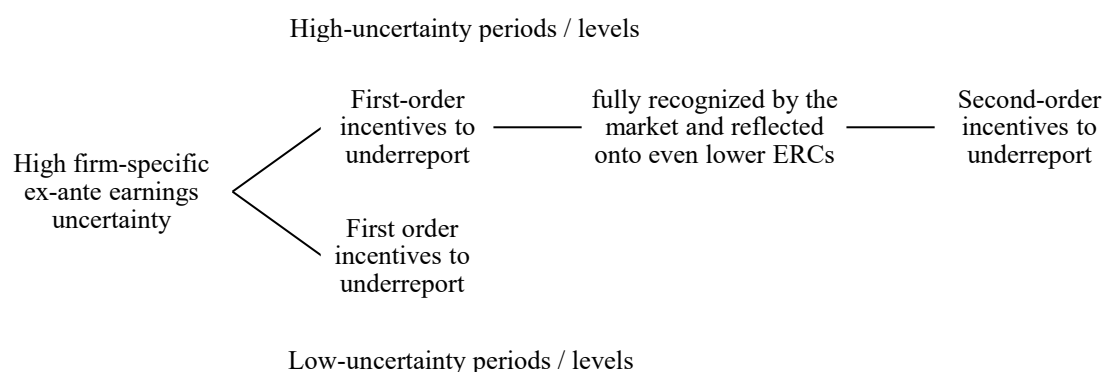 High-uncertainty periods / levels
High firm-specific
ex-ante earnings
uncertainty
First-order
incentives to
underreport
fully recognized by the
market and reflected
onto even lower ERCs
Second-order
incentives to
underreport
First order
incentives to
underreport
Low-uncertainty periods / levels